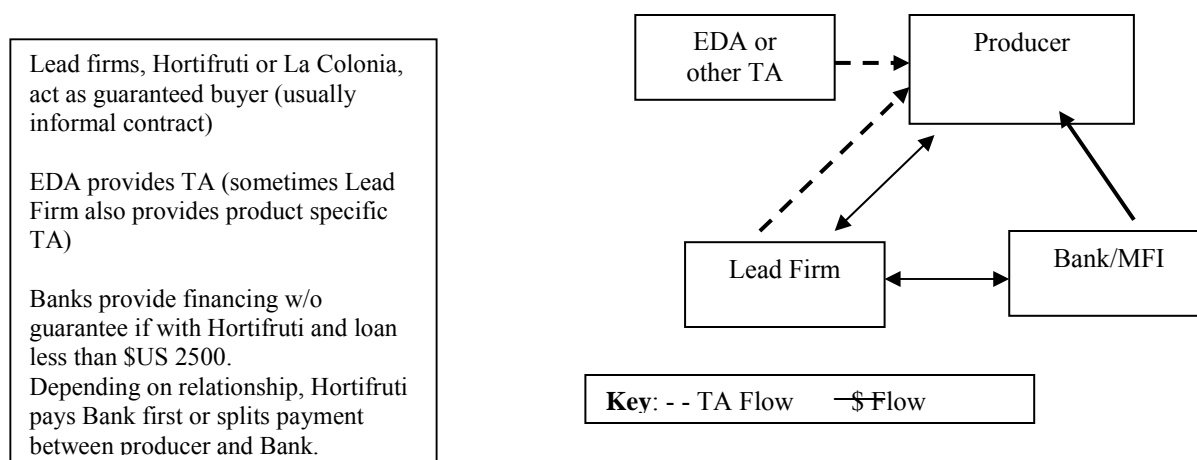 Lead firms, Hortifruti or La Colonia,
act as guaranteed buyer (usually
informal contract)
EDA provides TA (sometimes Lead
Firm also provides product specific
TA)
Banks provide financing w/o
guarantee if with Hortifruti and loan
less than $US 2500.
Depending on relationship, Hortifruti
pays Bank first or splits payment
between producer and Bank.
EDA or
other TA
Producer
Lead Firm
Bank/MFI
Key: - - TA Flow $ Flow